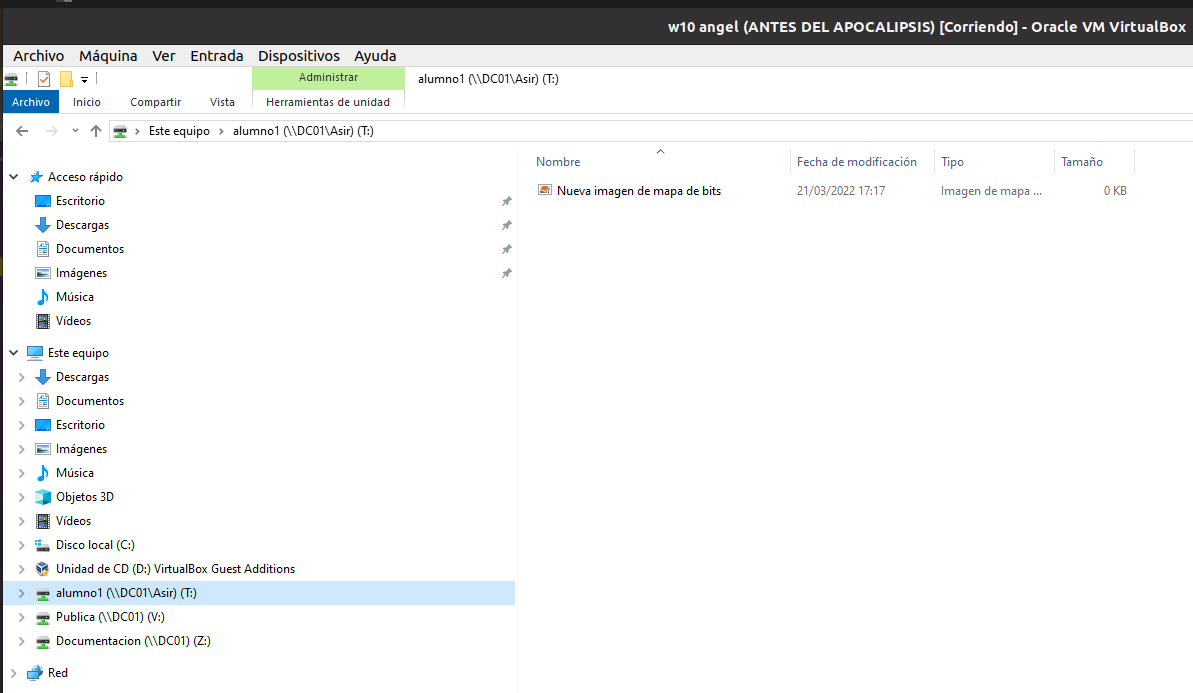 w10 angel (ANTES DEL APOCALIPSIS) [Corriendo] - Oracle VM VirtualBox
Archivo Máquina Ver Entrada Dispositivos Ayuda
Administrar alumno1 (\\DC01\Asir) (T:)
Archivo Inicio Compartir Vista Herramientas de unidad
Este equipo alumno1 (\\DC01\Asir) (T:)
Nombre Fecha de modificación Tipo Tamaño
Nueva imagen de mapa de bits 21/03/2022 17:17 Imagen de mapa ... 0 KB
Acceso rápido
Escritorio
Descargas
Documentos
Imágenes
Música
Vídeos
Este equipo
Descargas
Documentos
Escritorio
Imágenes
Música
Objetos 3D
Vídeos
Disco local (C:)
Unidad de CD (D:) VirtualBox Guest Additions
alumno1 (\\DC01\Asir) (T:)
Publica (\\DC01) (V:)
Documentacion (\\DC01) (Z:)
Red